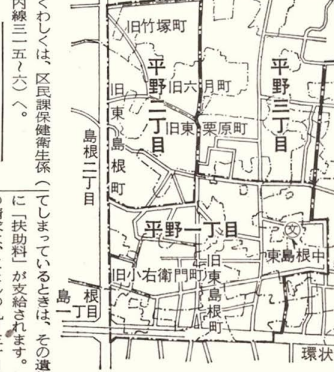 くわしくは、区民課保健衛生係(
内線三一五〜六)へ。
てしまっているときは、その遺
に「扶助料」が支給されます。
旧竹塚町
平野二丁目
旧六月町
平野三丁目
旧東島根町
旧東栗原町
島根二丁目
平野一丁目
東島根中
旧小右衛門町
旧東島根町
島根一丁目
環状